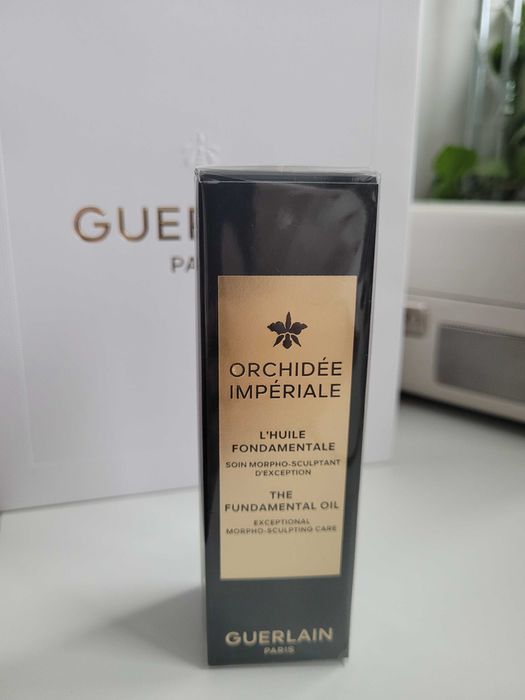 GUER
PA
ORCHIDÉE
IMPÉRIALE
L'HUILE
FONDAMENTALE
SOIN MORPHO-SCULPTANT
D'EXCEPTION
THE
FUNDAMENTAL OIL
EXCEPTIONAL
MORPHO-SCULPTING CARE
GUERLAIN
PARIS